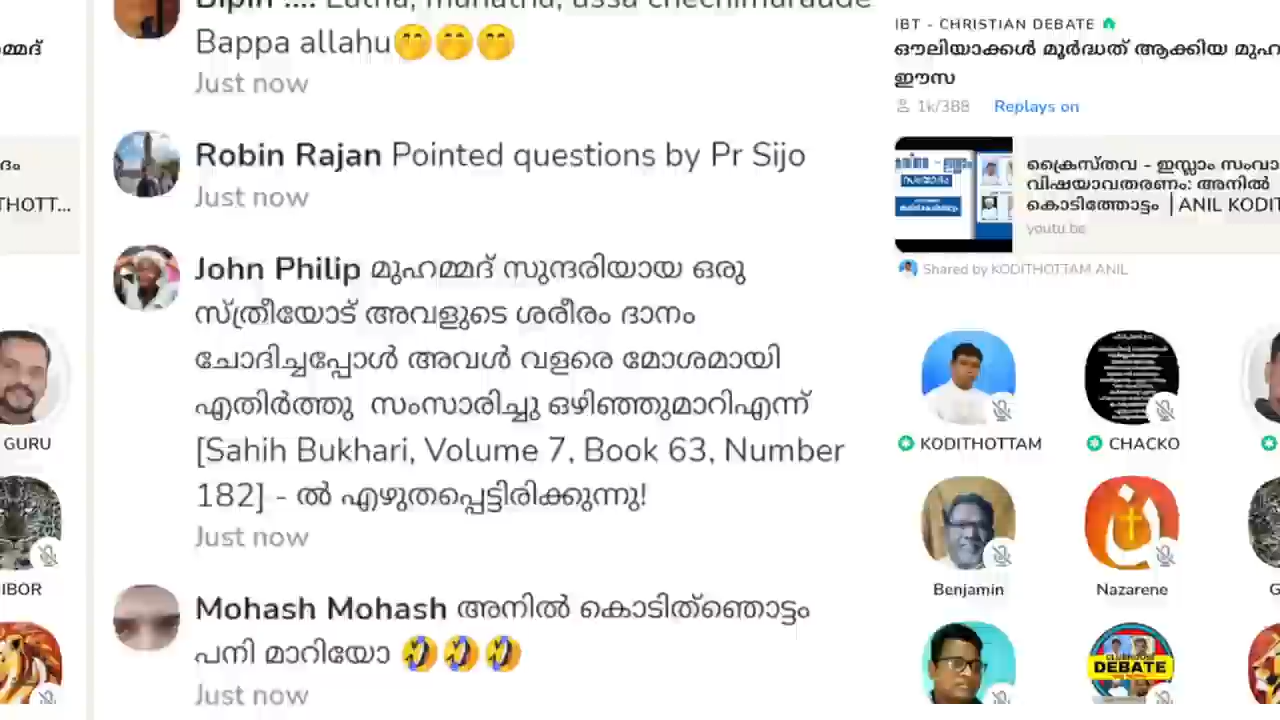 Bappa allahu🤭🤭🤭
Just now
Robin Rajan Pointed questions by Pr Sijo
Just now
John Philip മുഹമ്മദ് സുന്ദരിയായ ഒരു
സ്ത്രീയോട് അവളുടെ ശരീരം ദാനം
ചോദിച്ചപ്പോൾ അവൾ വളരെ മോശമായി
എതിർത്തു സംസാരിച്ചു ഒഴിഞ്ഞുമാറിഎന്ന്
[Sahih Bukhari, Volume 7, Book 63, Number
182] - ൽ എഴുതപ്പെട്ടിരിക്കുന്നു!
Just now
Mohash Mohash അനിൽ കൊടിത്ഞൊട്ടം
പനി മാറിയോ 🤣🤣🤣
Just now
THOTT...
GURU
IBOR
IBT - CHRISTIAN DEBATE
ഔലിയാക്കൾ മൂർദ്ധത് ആക്കിയ
ഈസ
1k/388 Replays on
ക്രൈസ്തവ - ഇസ്ലാം
വിഷയാവതരണം: അനിൽ
കൊടിത്തോട്ടം | ANIL
youtu.be
Shared by KODITHOTTAM ANIL
KODITHOTTAM
CHACKO
Benjamin
Nazarene
DEBATE